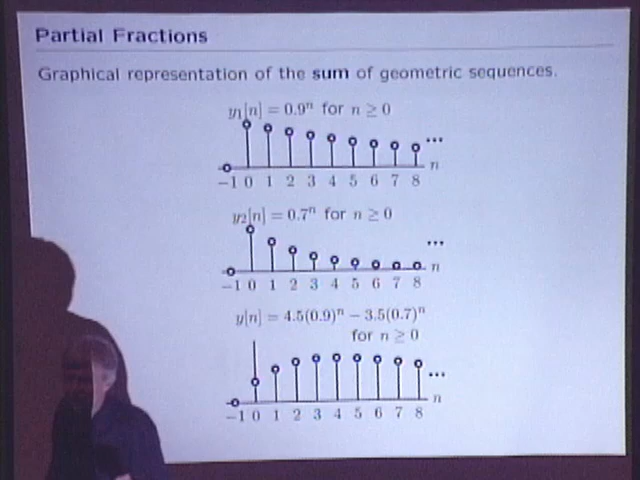 Partial Fractions
Graphical representation of the sum of geometric sequences.
y₁[n] = 0.9ⁿ for n ≥ 0
...
n
−1 0 1 2 3 4 5 6 7 8
y₂[n] = 0.7ⁿ for n ≥ 0
...
n
−1 0 1 2 3 4 5 6 7 8
y[n] = 4.5(0.9)ⁿ − 3.5(0.7)ⁿ
for n ≥ 0
...
n
−1 0 1 2 3 4 5 6 7 8